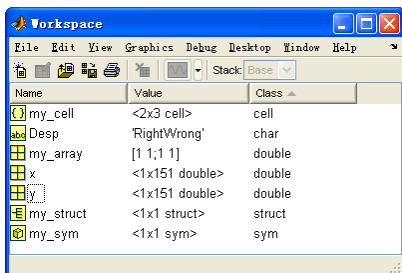 Workspace
File Edit View Graphics Debug Desktop Window Help
Stack: Base
Name Value Class
my_cell <2x3 cell> cell
abc Desp 'RightWrong' char
my_array [1 1;1 1] double
x <1x151 double> double
y <1x151 double> double
my_struct <1x1 struct> struct
my_sym <1x1 sym> sym